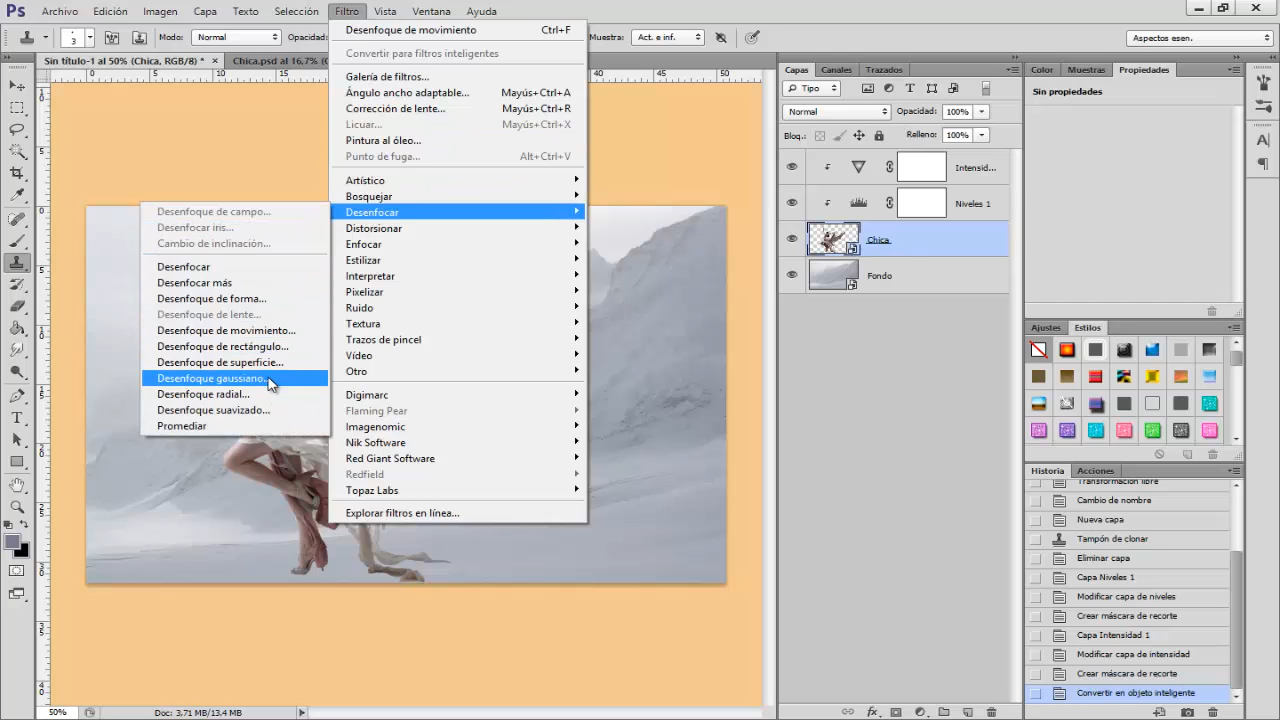 Ps Archivo Edición Imagen Capa Texto Selección Filtro Vista Ventana Ayuda
3 Modo: Normal Opacidad: Muestra: Act. e inf. Aspectos esen.
Sin título-1 al 50% (Chica, RGB/8) * × Chica.psd al 16,7% (
0 5 10 15 40 45 50
Desenfoque de movimiento Ctrl+F
Convertir para filtros inteligentes
Galería de filtros...
Ángulo ancho adaptable... Mayús+Ctrl+A
Corrección de lente... Mayús+Ctrl+R
Licuar... Mayús+Ctrl+X
Pintura al óleo...
Punto de fuga... Alt+Ctrl+V
Artístico
Bosquejar
Desenfocar
Distorsionar
Enfocar
Estilizar
Interpretar
Pixelizar
Ruido
Textura
Trazos de pincel
Vídeo
Otro
Digimarc
Flaming Pear
Imagenomic
Nik Software
Red Giant Software
Redfield
Topaz Labs
Explorar filtros en línea...
Desenfoque de campo...
Desenfocar iris...
Cambio de inclinación...
Desenfocar
Desenfocar más
Desenfoque de forma...
Desenfoque de lente...
Desenfoque de movimiento...
Desenfoque de rectángulo...
Desenfoque de superficie...
Desenfoque gaussiano...
Desenfoque radial...
Desenfoque suavizado...
Promediar
Capas Canales Trazados
Tipo
Normal Opacidad: 100%
Bloq.: Relleno: 100%
Intensid...
Niveles 1
Chica
Fondo
Color Muestras Propiedades
Sin propiedades
Ajustes Estilos
Historia Acciones
Transformación libre
Cambio de nombre
Nueva capa
Tampón de clonar
Eliminar capa
Capa Niveles 1
Modificar capa de niveles
Crear máscara de recorte
Capa Intensidad 1
Modificar capa de intensidad
Crear máscara de recorte
Convertir en objeto inteligente
50% Doc: 3,71 MB/13,4 MB